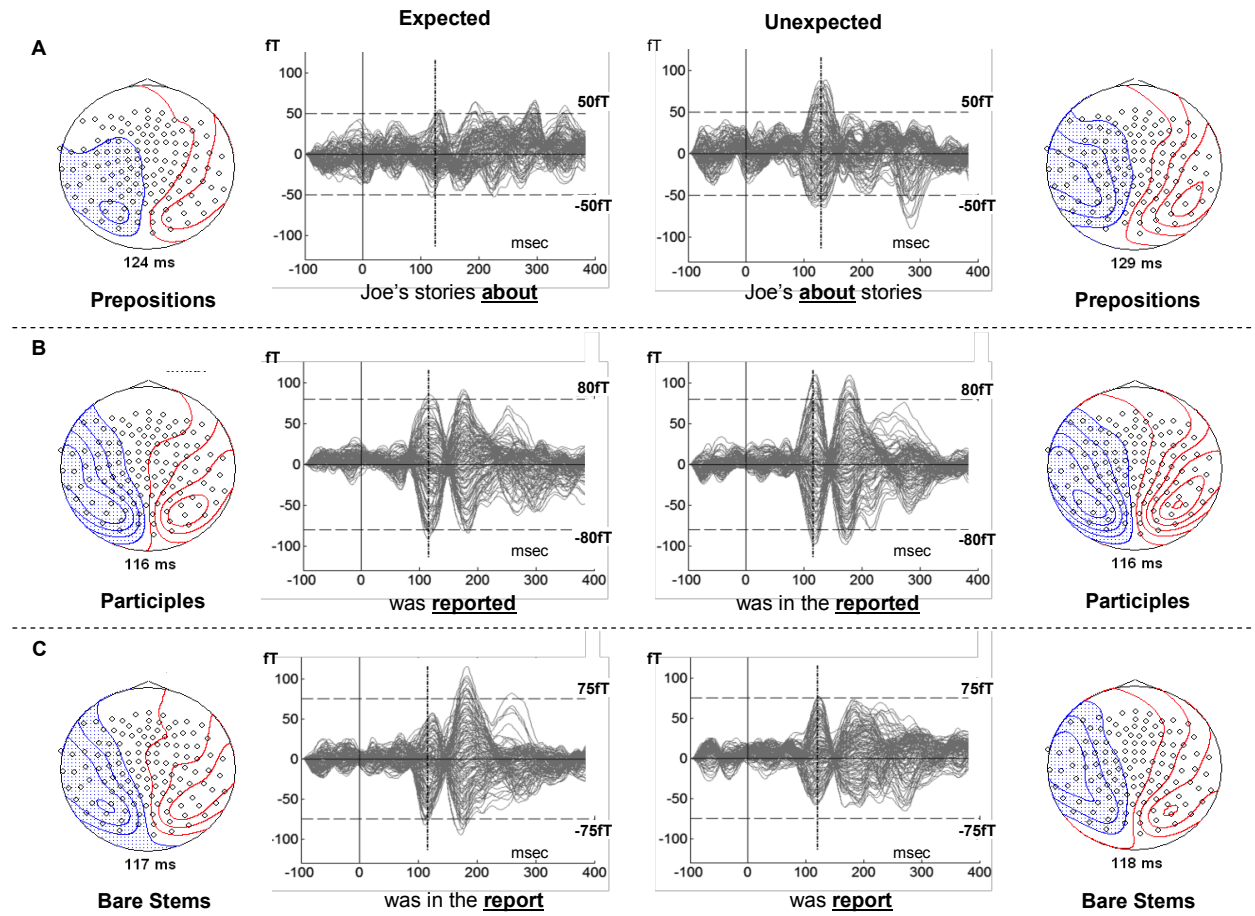 Expected
Unexpected
A
fT
100
50
0
-50
-100
50fT
-50fT
msec
-100 0 100 200 300 400
Joe's stories about
124 ms
Prepositions
fT
100
50
0
-50
-100
50fT
-50fT
msec
-100 0 100 200 300 400
Joe's about stories
129 ms
Prepositions
B
fT
100
50
0
-50
-100
80fT
-80fT
msec
-100 0 100 200 300 400
was reported
116 ms
Participles
fT
100
50
0
50
-100
80fT
-80fT
msec
-100 0 100 200 300 400
was in the reported
116 ms
Participles
C
fT
100
50
0
-50
-100
75fT
-75fT
msec
-100 0 100 200 300 400
was in the report
117 ms
Bare Stems
fT
100
50
0
-50
-100
75fT
-75fT
msec
-100 0 100 200 300 400
was report
118 ms
Bare Stems